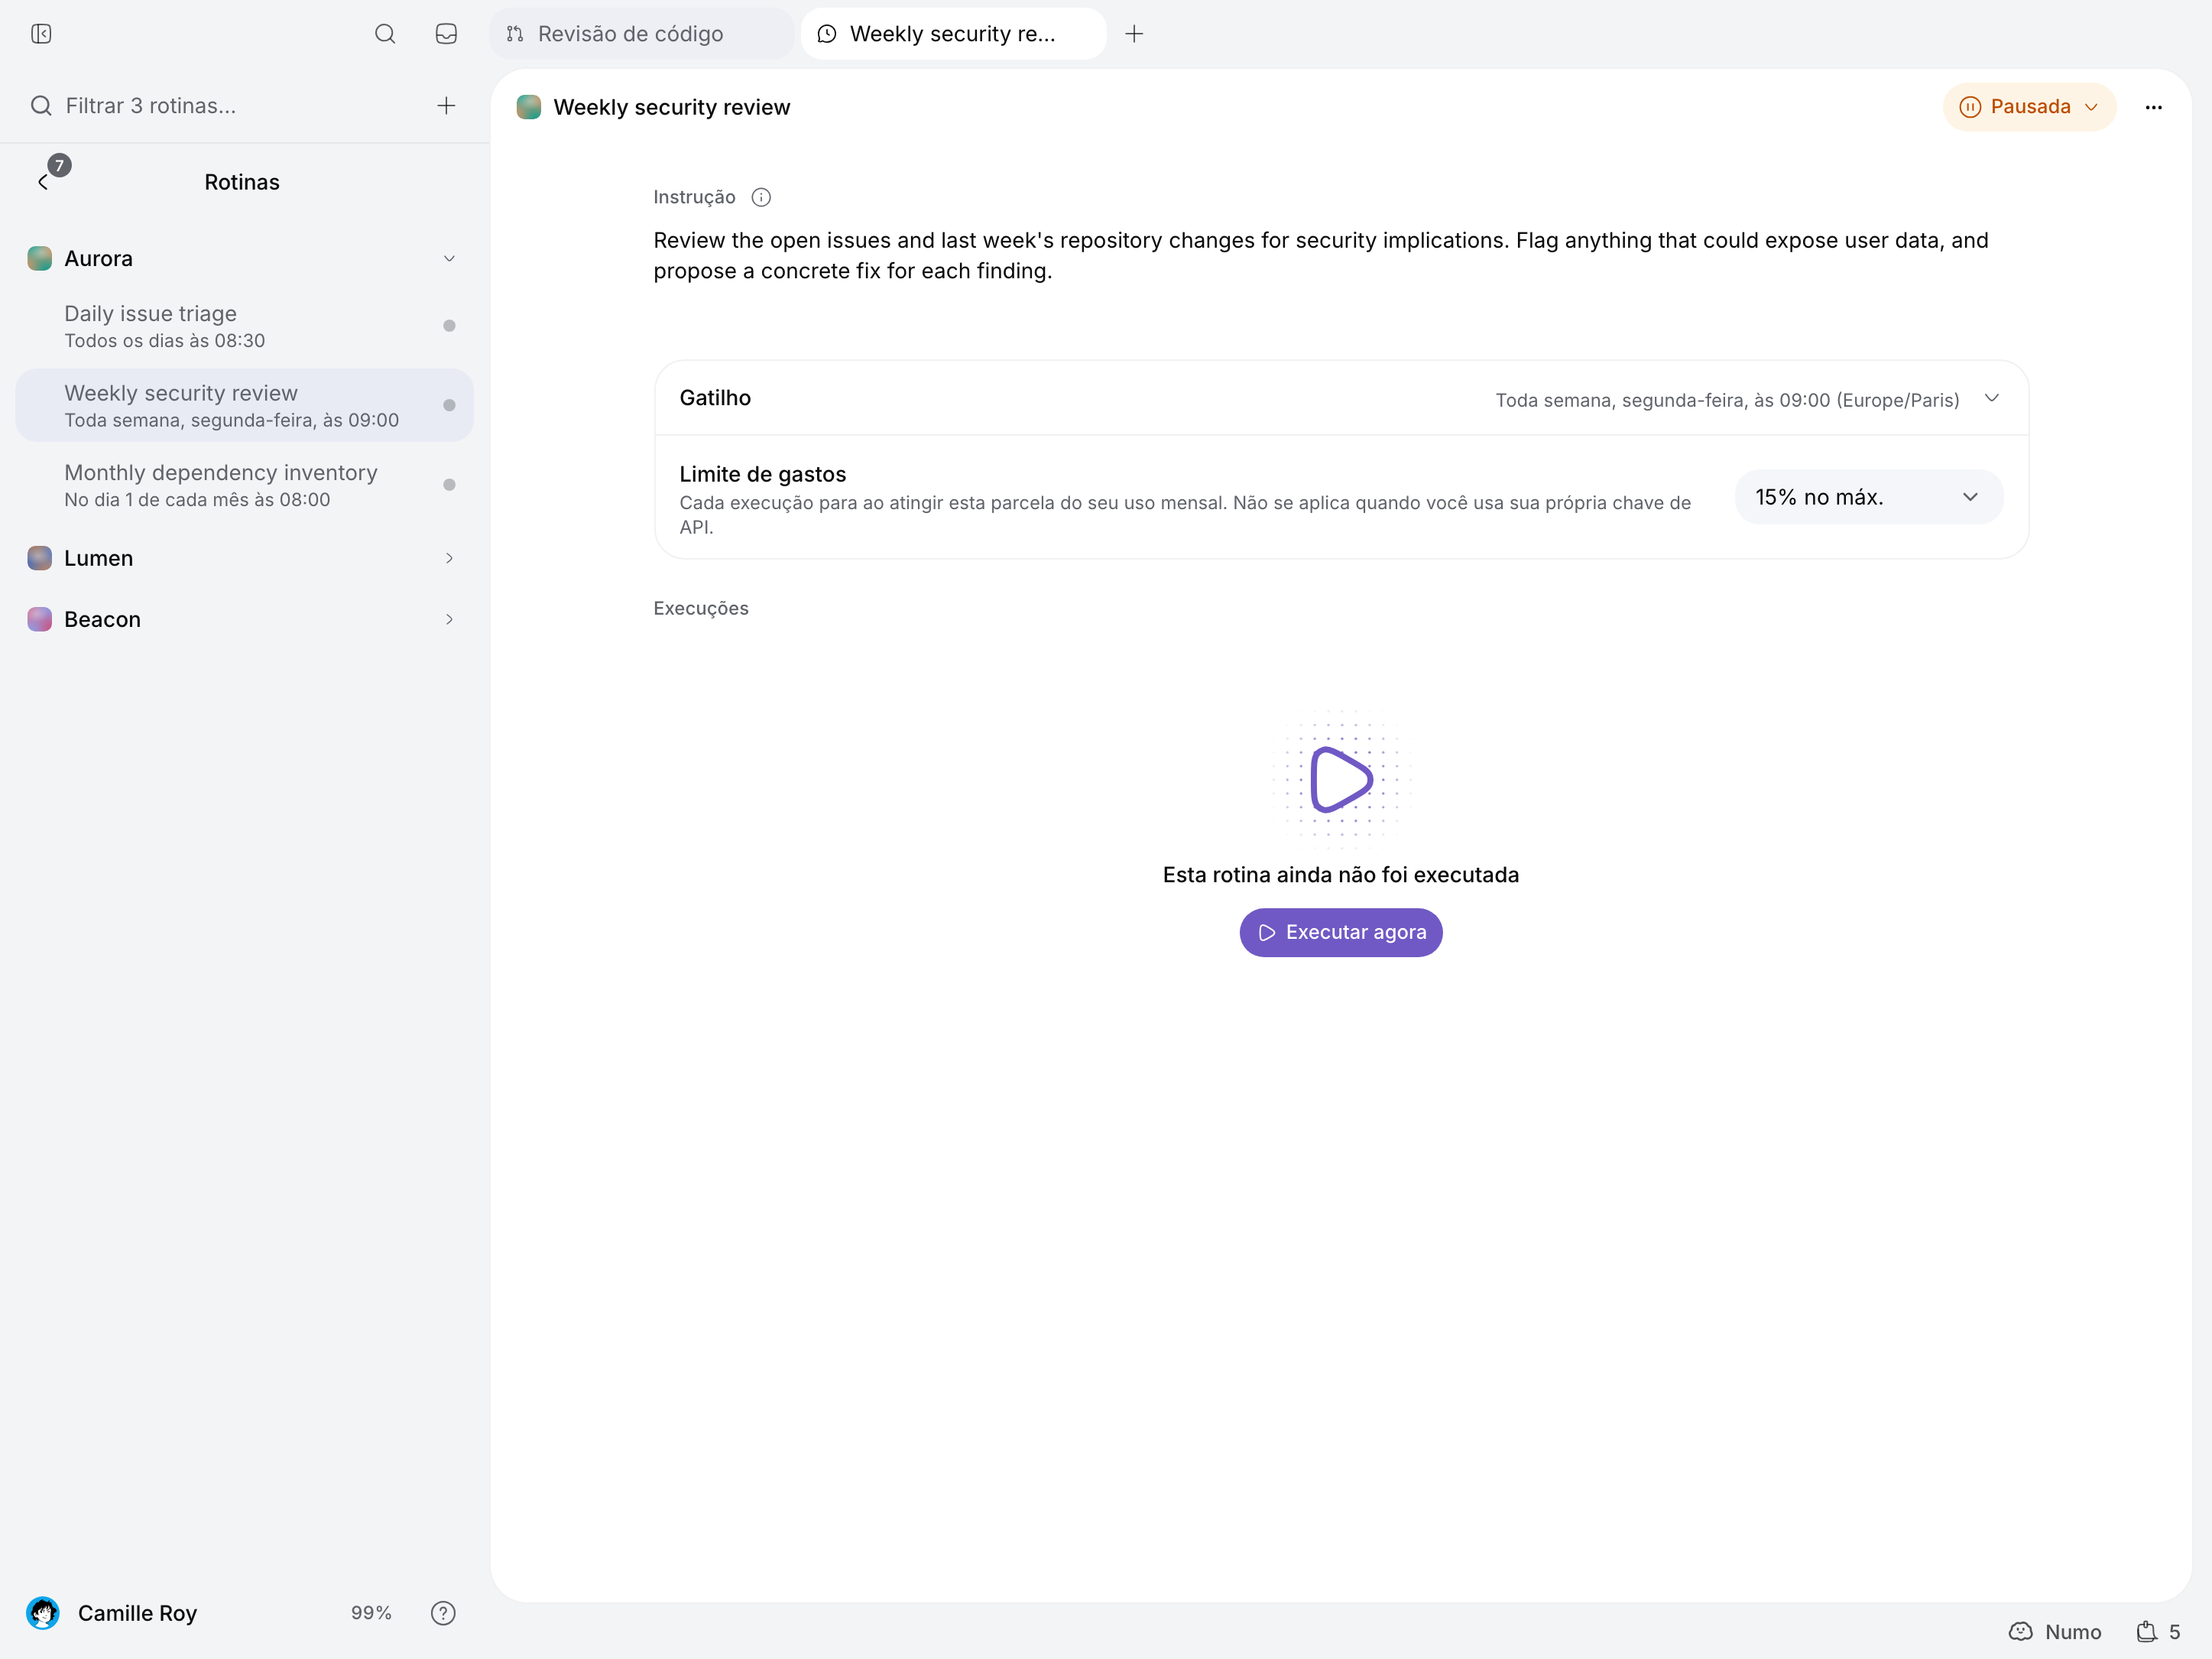 Revisão de código
Weekly security re...
Filtrar 3 rotinas...
7
Rotinas
Aurora
Daily issue triage
Todos os dias às 08:30
Weekly security review
Toda semana, segunda-feira, às 09:00
Monthly dependency inventory
No dia 1 de cada mês às 08:00
Lumen
Beacon
Camille Roy
99%
Weekly security review
Pausada
Instrução
Review the open issues and last week's repository changes for security implications. Flag anything that could expose user data, and
propose a concrete fix for each finding.
Gatilho
Toda semana, segunda-feira, às 09:00 (Europe/Paris)
Limite de gastos
Cada execução para ao atingir esta parcela do seu uso mensal. Não se aplica quando você usa sua própria chave de
API.
15% no máx.
Execuções
Esta rotina ainda não foi executada
Executar agora
Numo
5